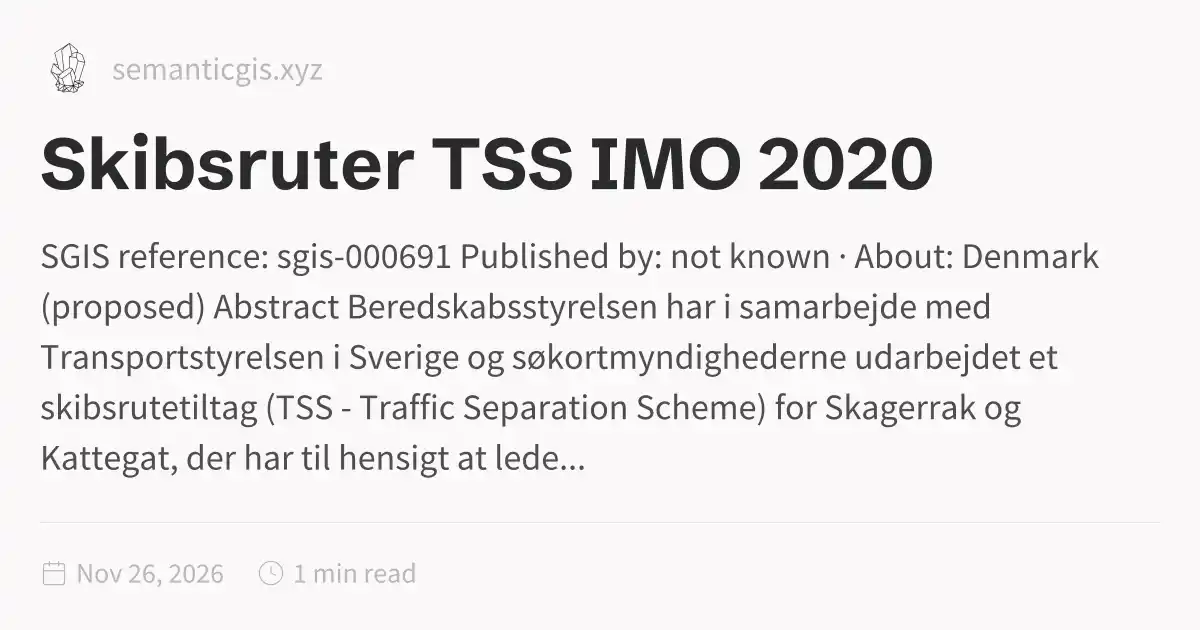 semanticgis.xyz
Skibsruter TSS IMO 2020
SGIS reference: sgis-000691 Published by: not known · About: Denmark
(proposed) Abstract Beredskabsstyrelsen har i samarbejde med
Transportstyrelsen i Sverige og søkortmyndighederne udarbejdet et
skibsrutetiltag (TSS - Traffic Separation Scheme) for Skagerrak og
Kattegat, der har til hensigt at lede...
Nov 26, 2026 1 min read